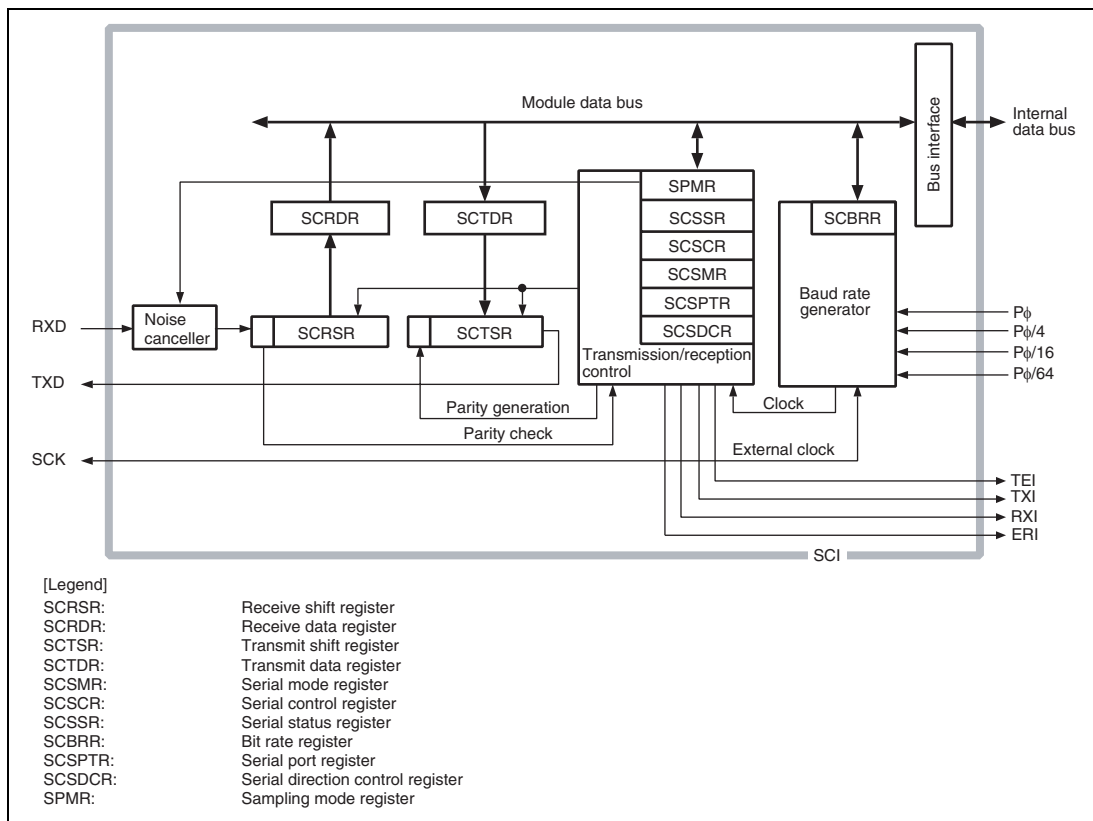 Module data bus
Bus interface
Internal
data bus
SPMR
SCRDR
SCTDR
SCSSR
SCBRR
SCSCR
SCSMR
Baud rate
generator
SCSPTR
Pϕ
RXD
Noise
canceller
SCRSR
SCTSR
SCSDCR
Pϕ/4
Transmission/reception
control
Pϕ/16
TXD
Pϕ/64
Parity generation
Clock
Parity check
SCK
External clock
TEI
TXI
RXI
ERI
SCI
[Legend]
SCRSR: Receive shift register
SCRDR: Receive data register
SCTSR: Transmit shift register
SCTDR: Transmit data register
SCSMR: Serial mode register
SCSCR: Serial control register
SCSSR: Serial status register
SCBRR: Bit rate register
SCSPTR: Serial port register
SCSDCR: Serial direction control register
SPMR: Sampling mode register